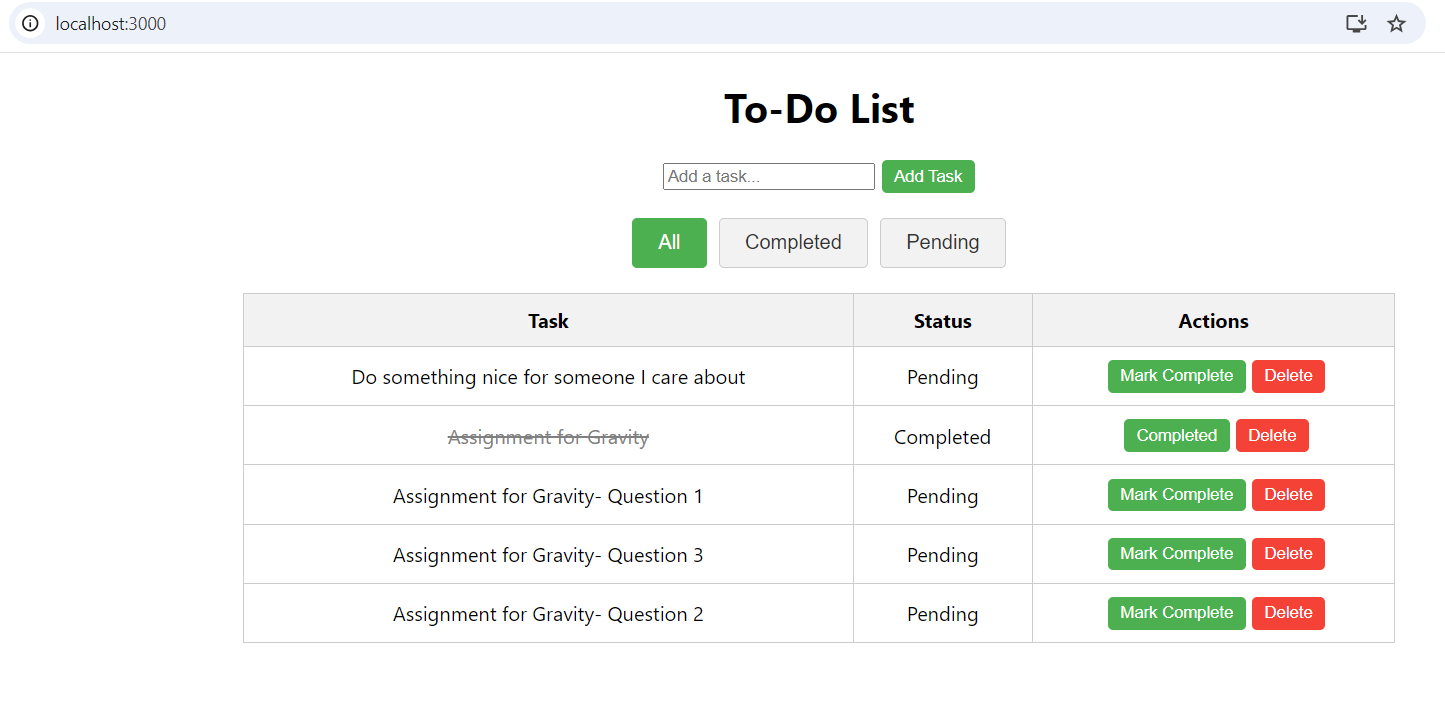 localhost:3000
To-Do List
Add a task... Add Task
All Completed Pending
Task Status Actions
Do something nice for someone I care about Pending Mark Complete Delete
Assignment for Gravity Completed Completed Delete
Assignment for Gravity- Question 1 Pending Mark Complete Delete
Assignment for Gravity- Question 3 Pending Mark Complete Delete
Assignment for Gravity- Question 2 Pending Mark Complete Delete